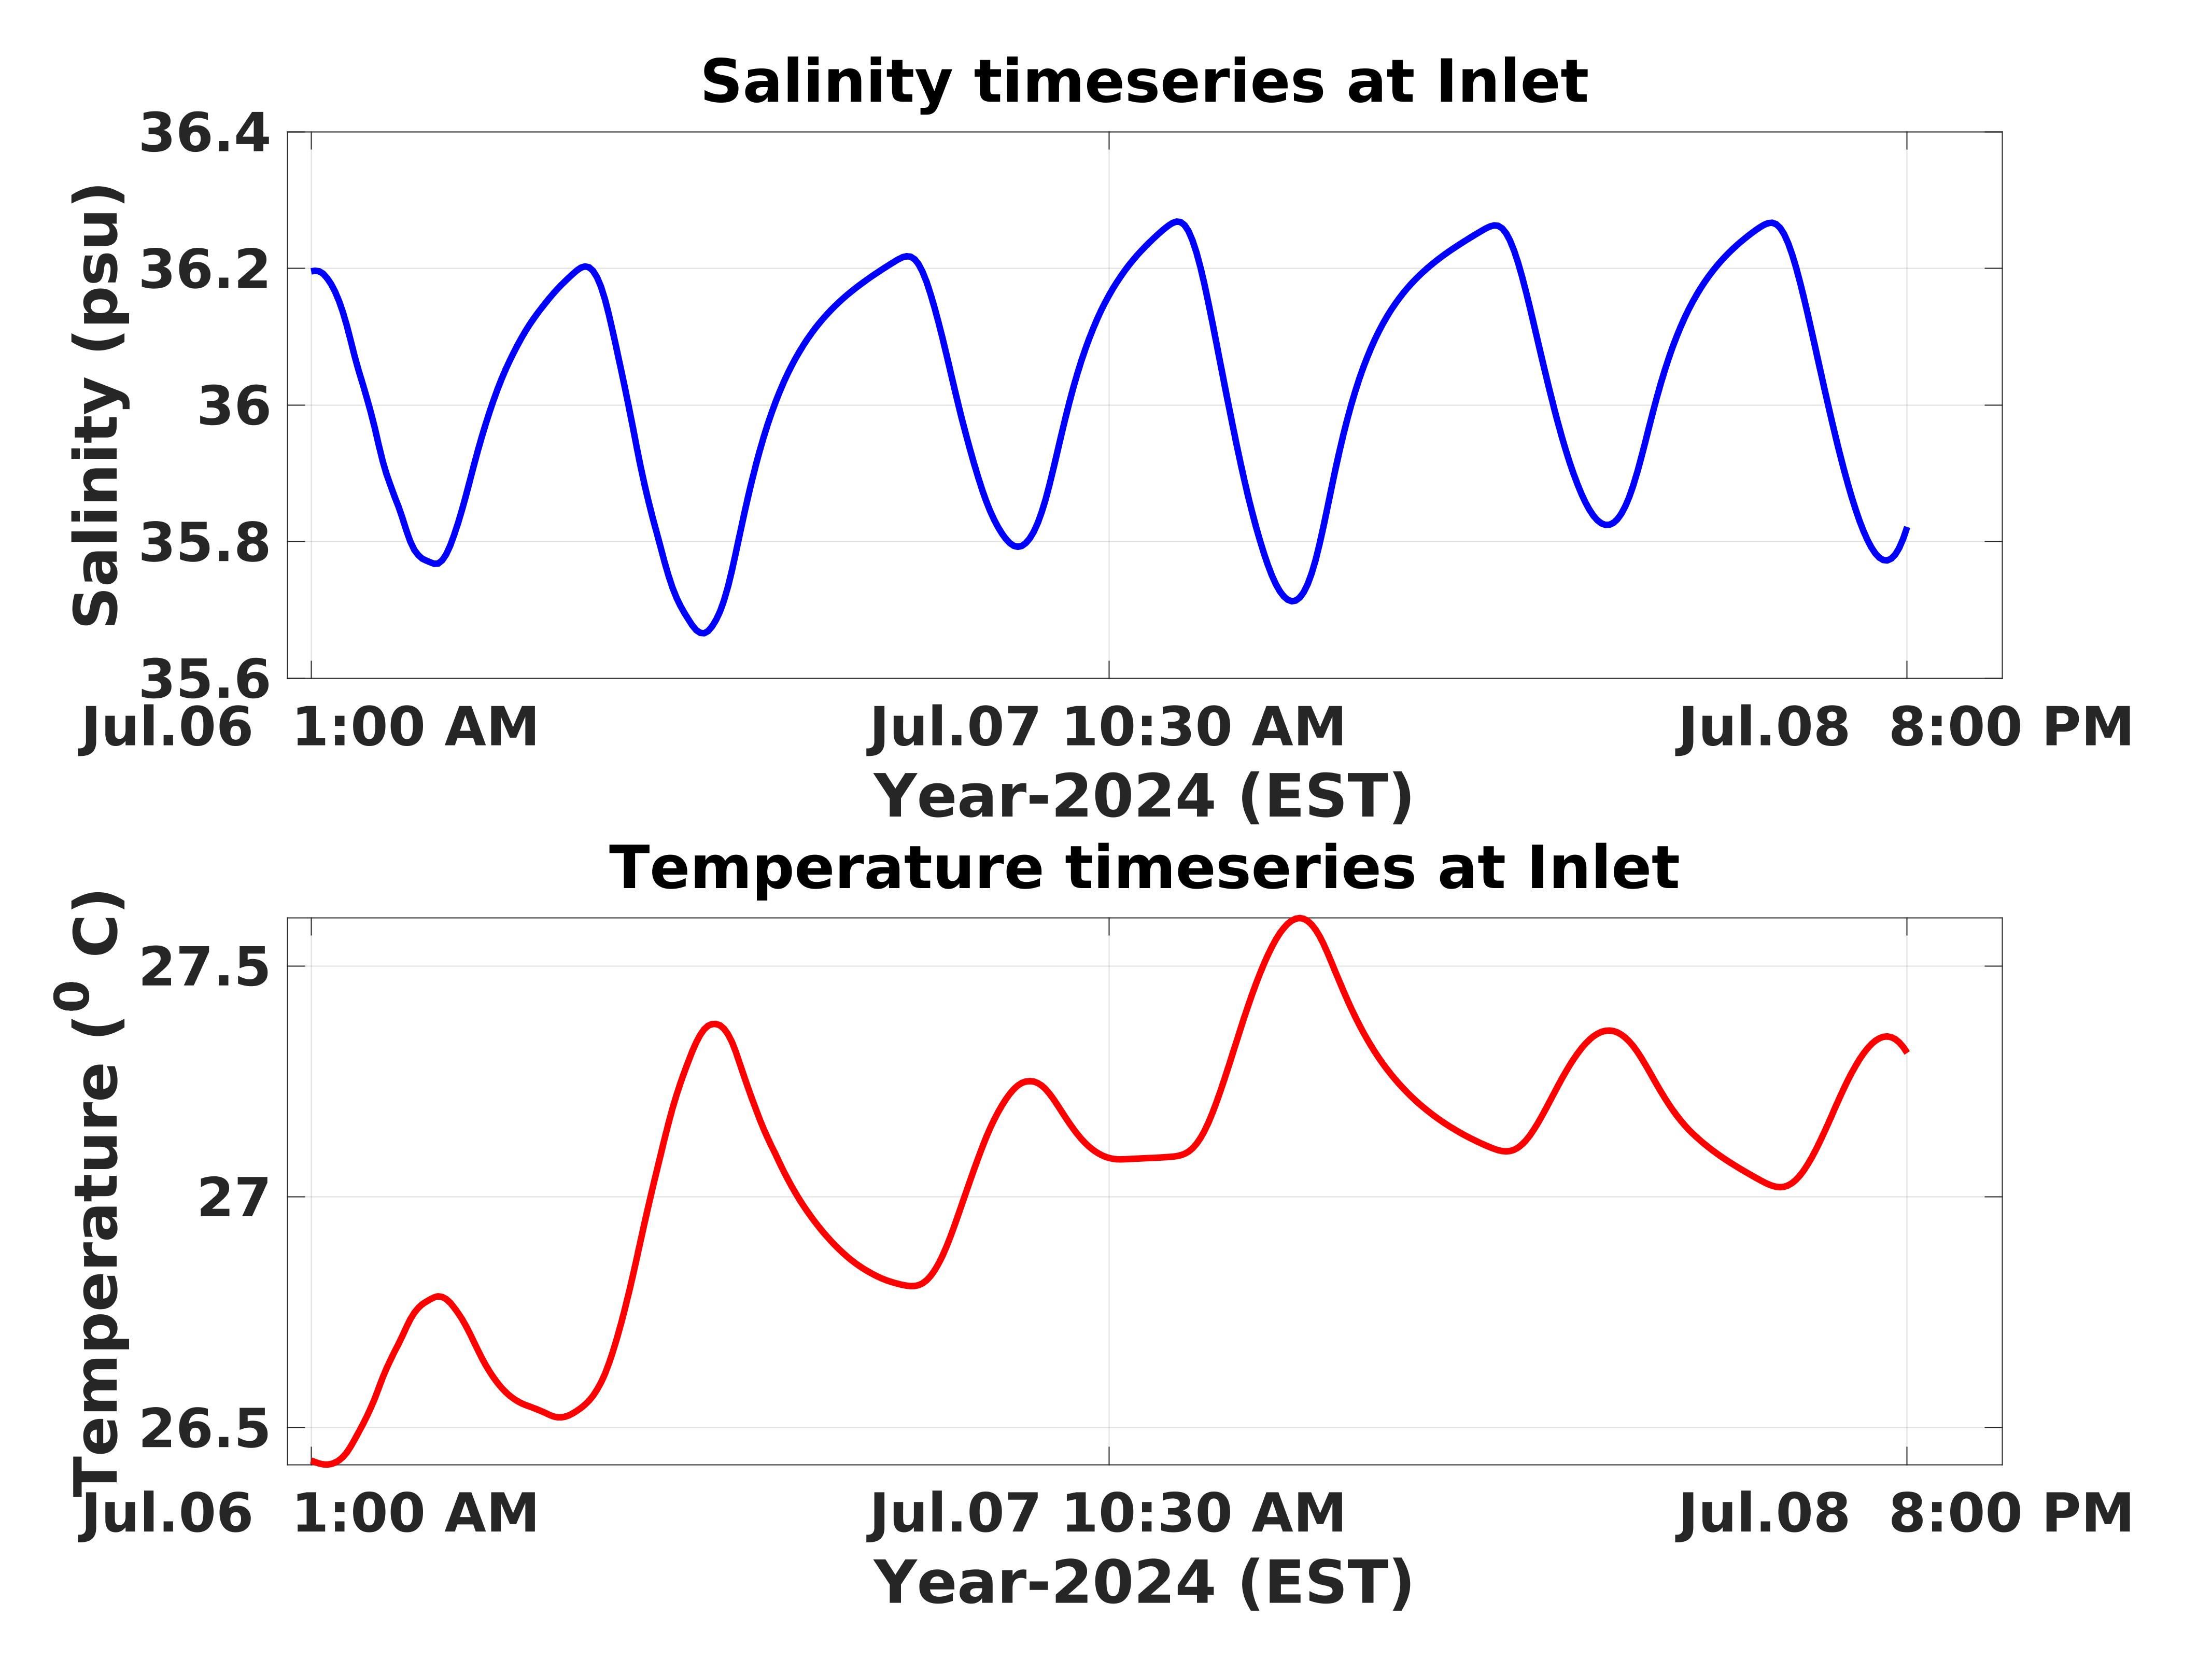 Salinity timeseries at Inlet
Salinity (psu)
36.4
36.2
36
35.8
35.6
Jul.06  1:00 AM
Jul.07 10:30 AM
Jul.08  8:00 PM
Year-2024 (EST)
Temperature timeseries at Inlet
Temperature (⁰ C)
27.5
27
26.5
Jul.06  1:00 AM
Jul.07 10:30 AM
Jul.08  8:00 PM
Year-2024 (EST)